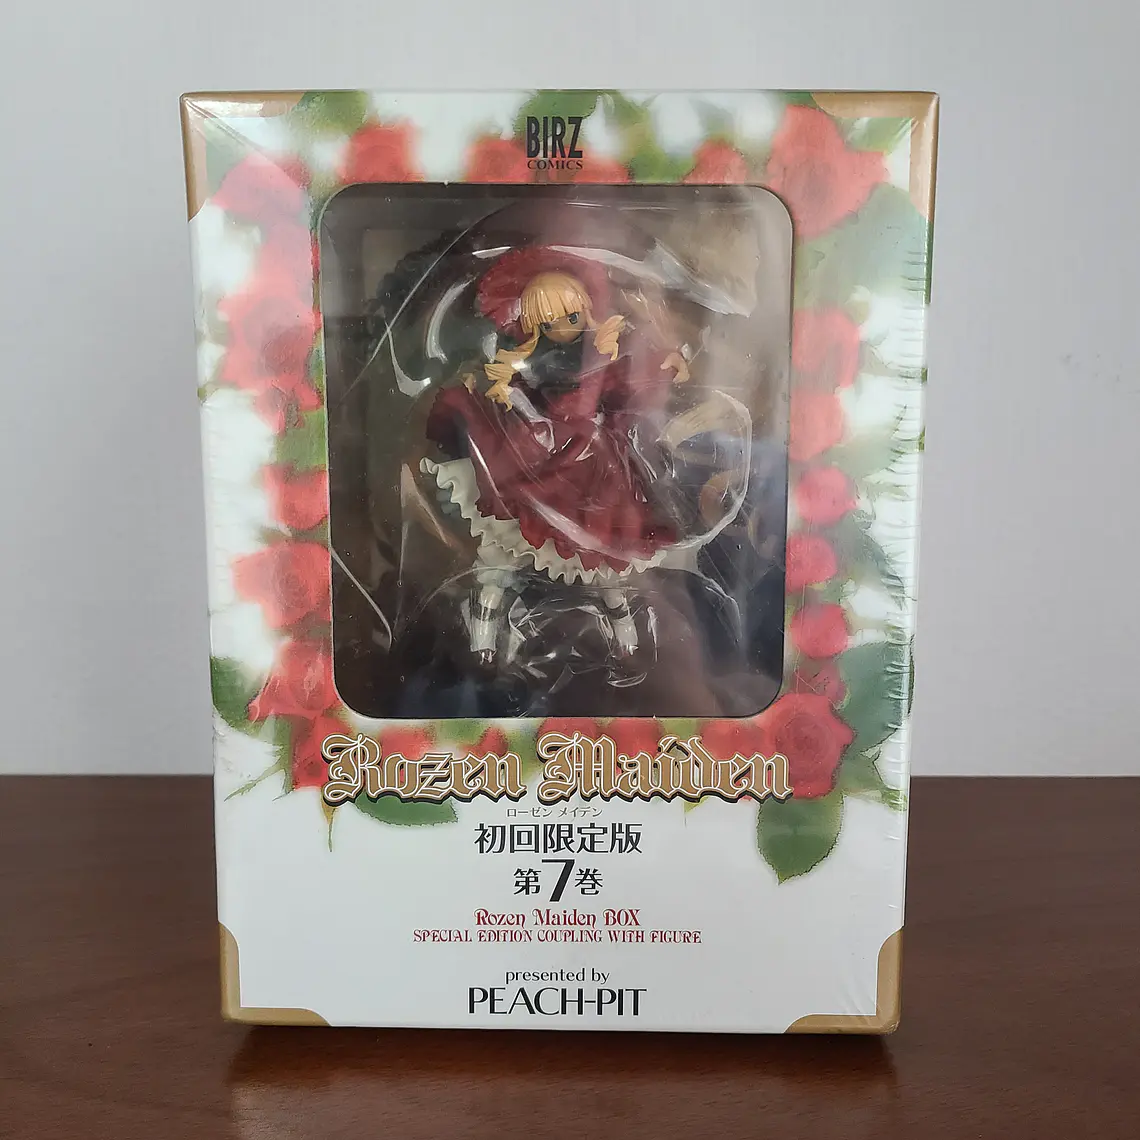 BIRZ
COMICS
Rozen Maiden
ローゼン メイデン
初回限定版
第7巻
Rozen Maiden BOX
SPECIAL EDITION COUPLING WITH FIGURE
presented by
PEACH-PIT